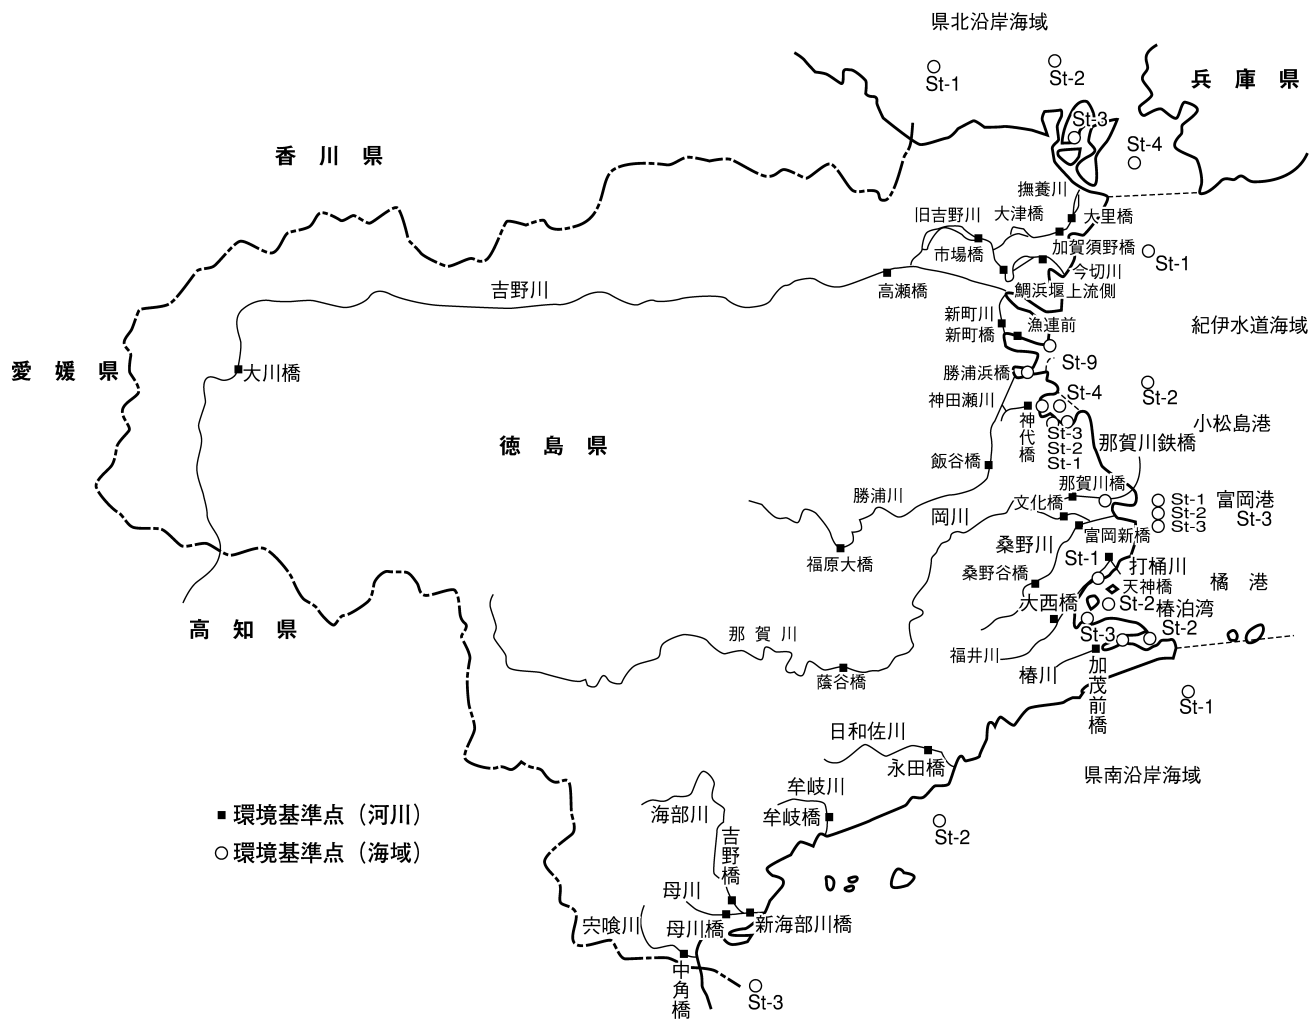 県北沿岸海域
St-1
St-2
兵庫県
St-3
St-4
香川県
撫養川
旧吉野川
大津橋
大里橋
市場橋
加賀須野橋
St-1
今切川
吉野川
高瀬橋
鯛浜堰上流側
新町川
漁連前
新町橋
紀伊水道海域
St-9
愛媛県
大川橋
勝浦浜橋
St-4
St-2
神田瀬川
神代橋
小松島港
St-3
St-2
St-1
那賀川鉄橋
徳島県
飯谷橋
那賀川橋
勝浦川
文化橋
St-1
富岡港
岡川
St-2
St-3
St-3
富岡新橋
桑野川
福原大橋
St-1
打桶川
桑野谷橋
天神橋
橘港
大西橋
St-2
椿泊湾
高知県
那賀川
St-3
St-2
福井川
椿川
加茂前橋
蔭谷橋
St-1
日和佐川
永田橋
県南沿岸海域
牟岐川
海部川
牟岐橋
環境基準点（河川）
吉野橋
St-2
環境基準点（海域）
母川
宍喰川
母川橋
新海部川橋
中角橋
St-3